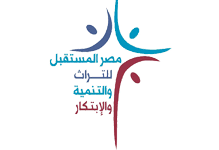 مصر المستقبل
للتراث
والتنمية
والإبتكار